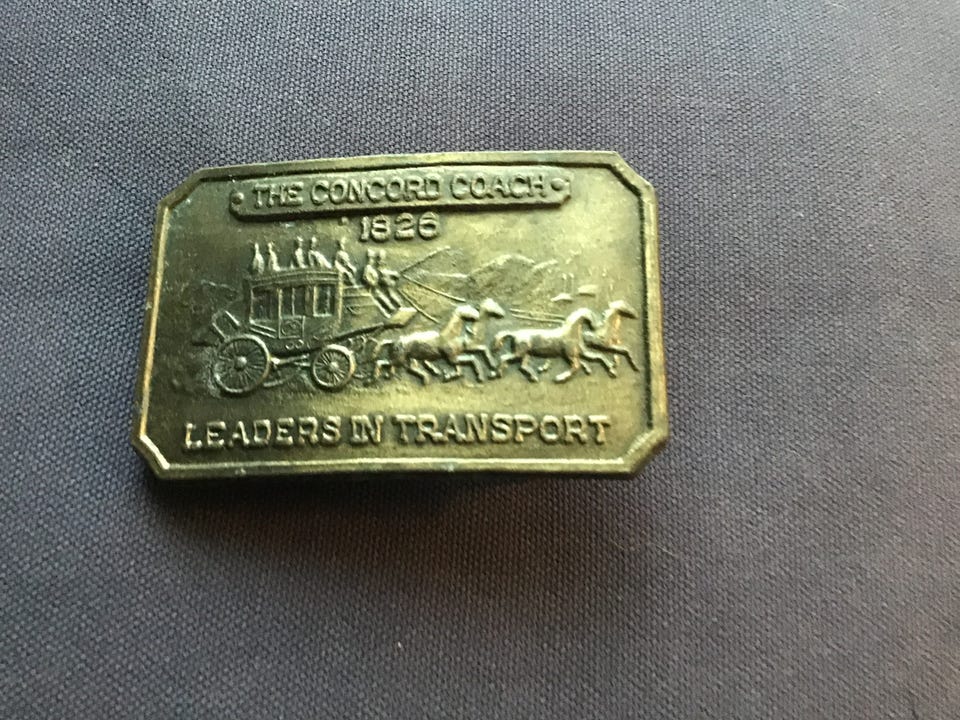 THE CONCORD COACH
1826
LEADERS IN TRANSPORT